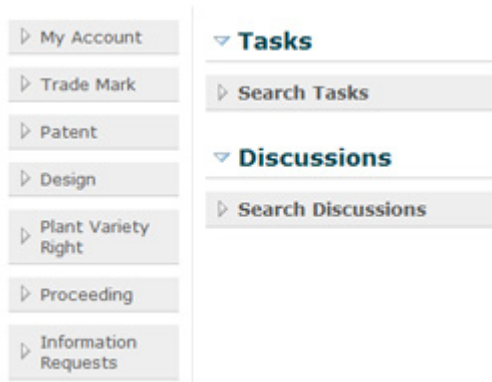 My Account
Trade Mark
Patent
Design
Plant Variety
Right
Proceeding
Information
Requests
Tasks
Search Tasks
Discussions
Search Discussions